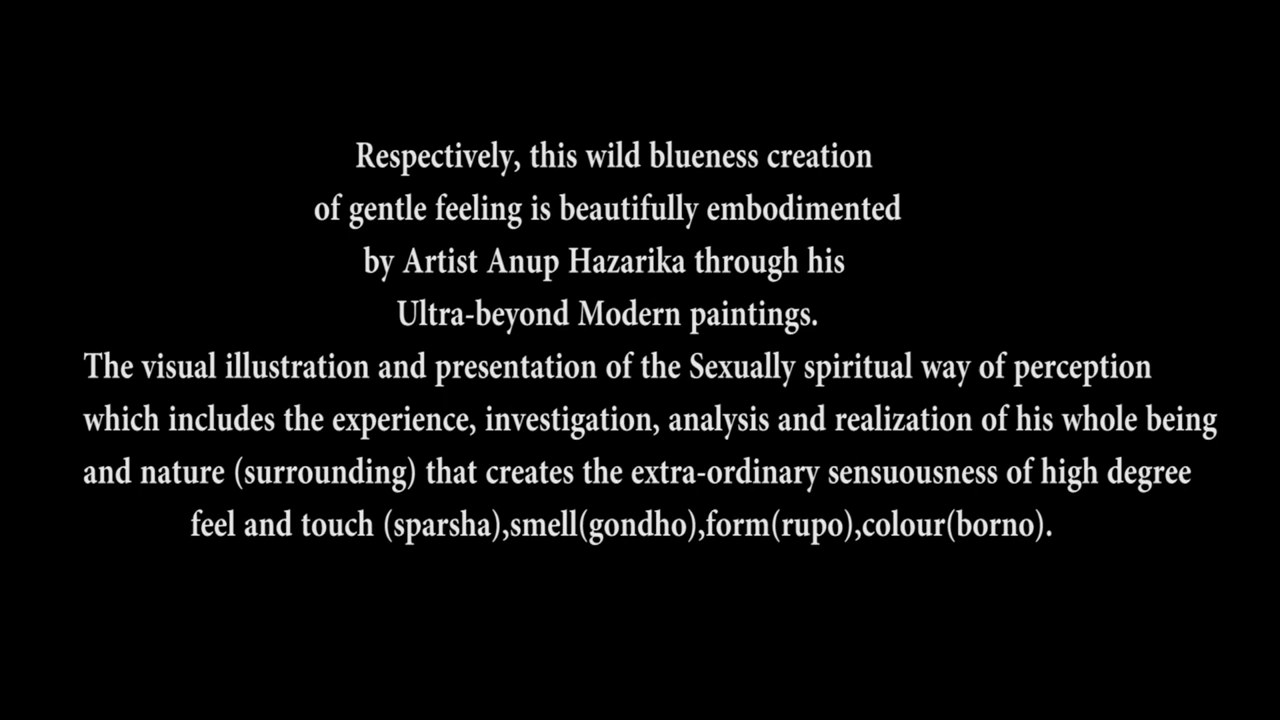 Respectively, this wild blueness creation
of gentle feeling is beautifully embodimented
by Artist Anup Hazarika through his
Ultra-beyond Modern paintings.
The visual illustration and presentation of the Sexually spiritual way of perception
which includes the experience, investigation, analysis and realization of his whole being
and nature (surrounding) that creates the extra-ordinary sensuousness of high degree
feel and touch (sparsha),smell(gondho),form(rupo),colour(borno).